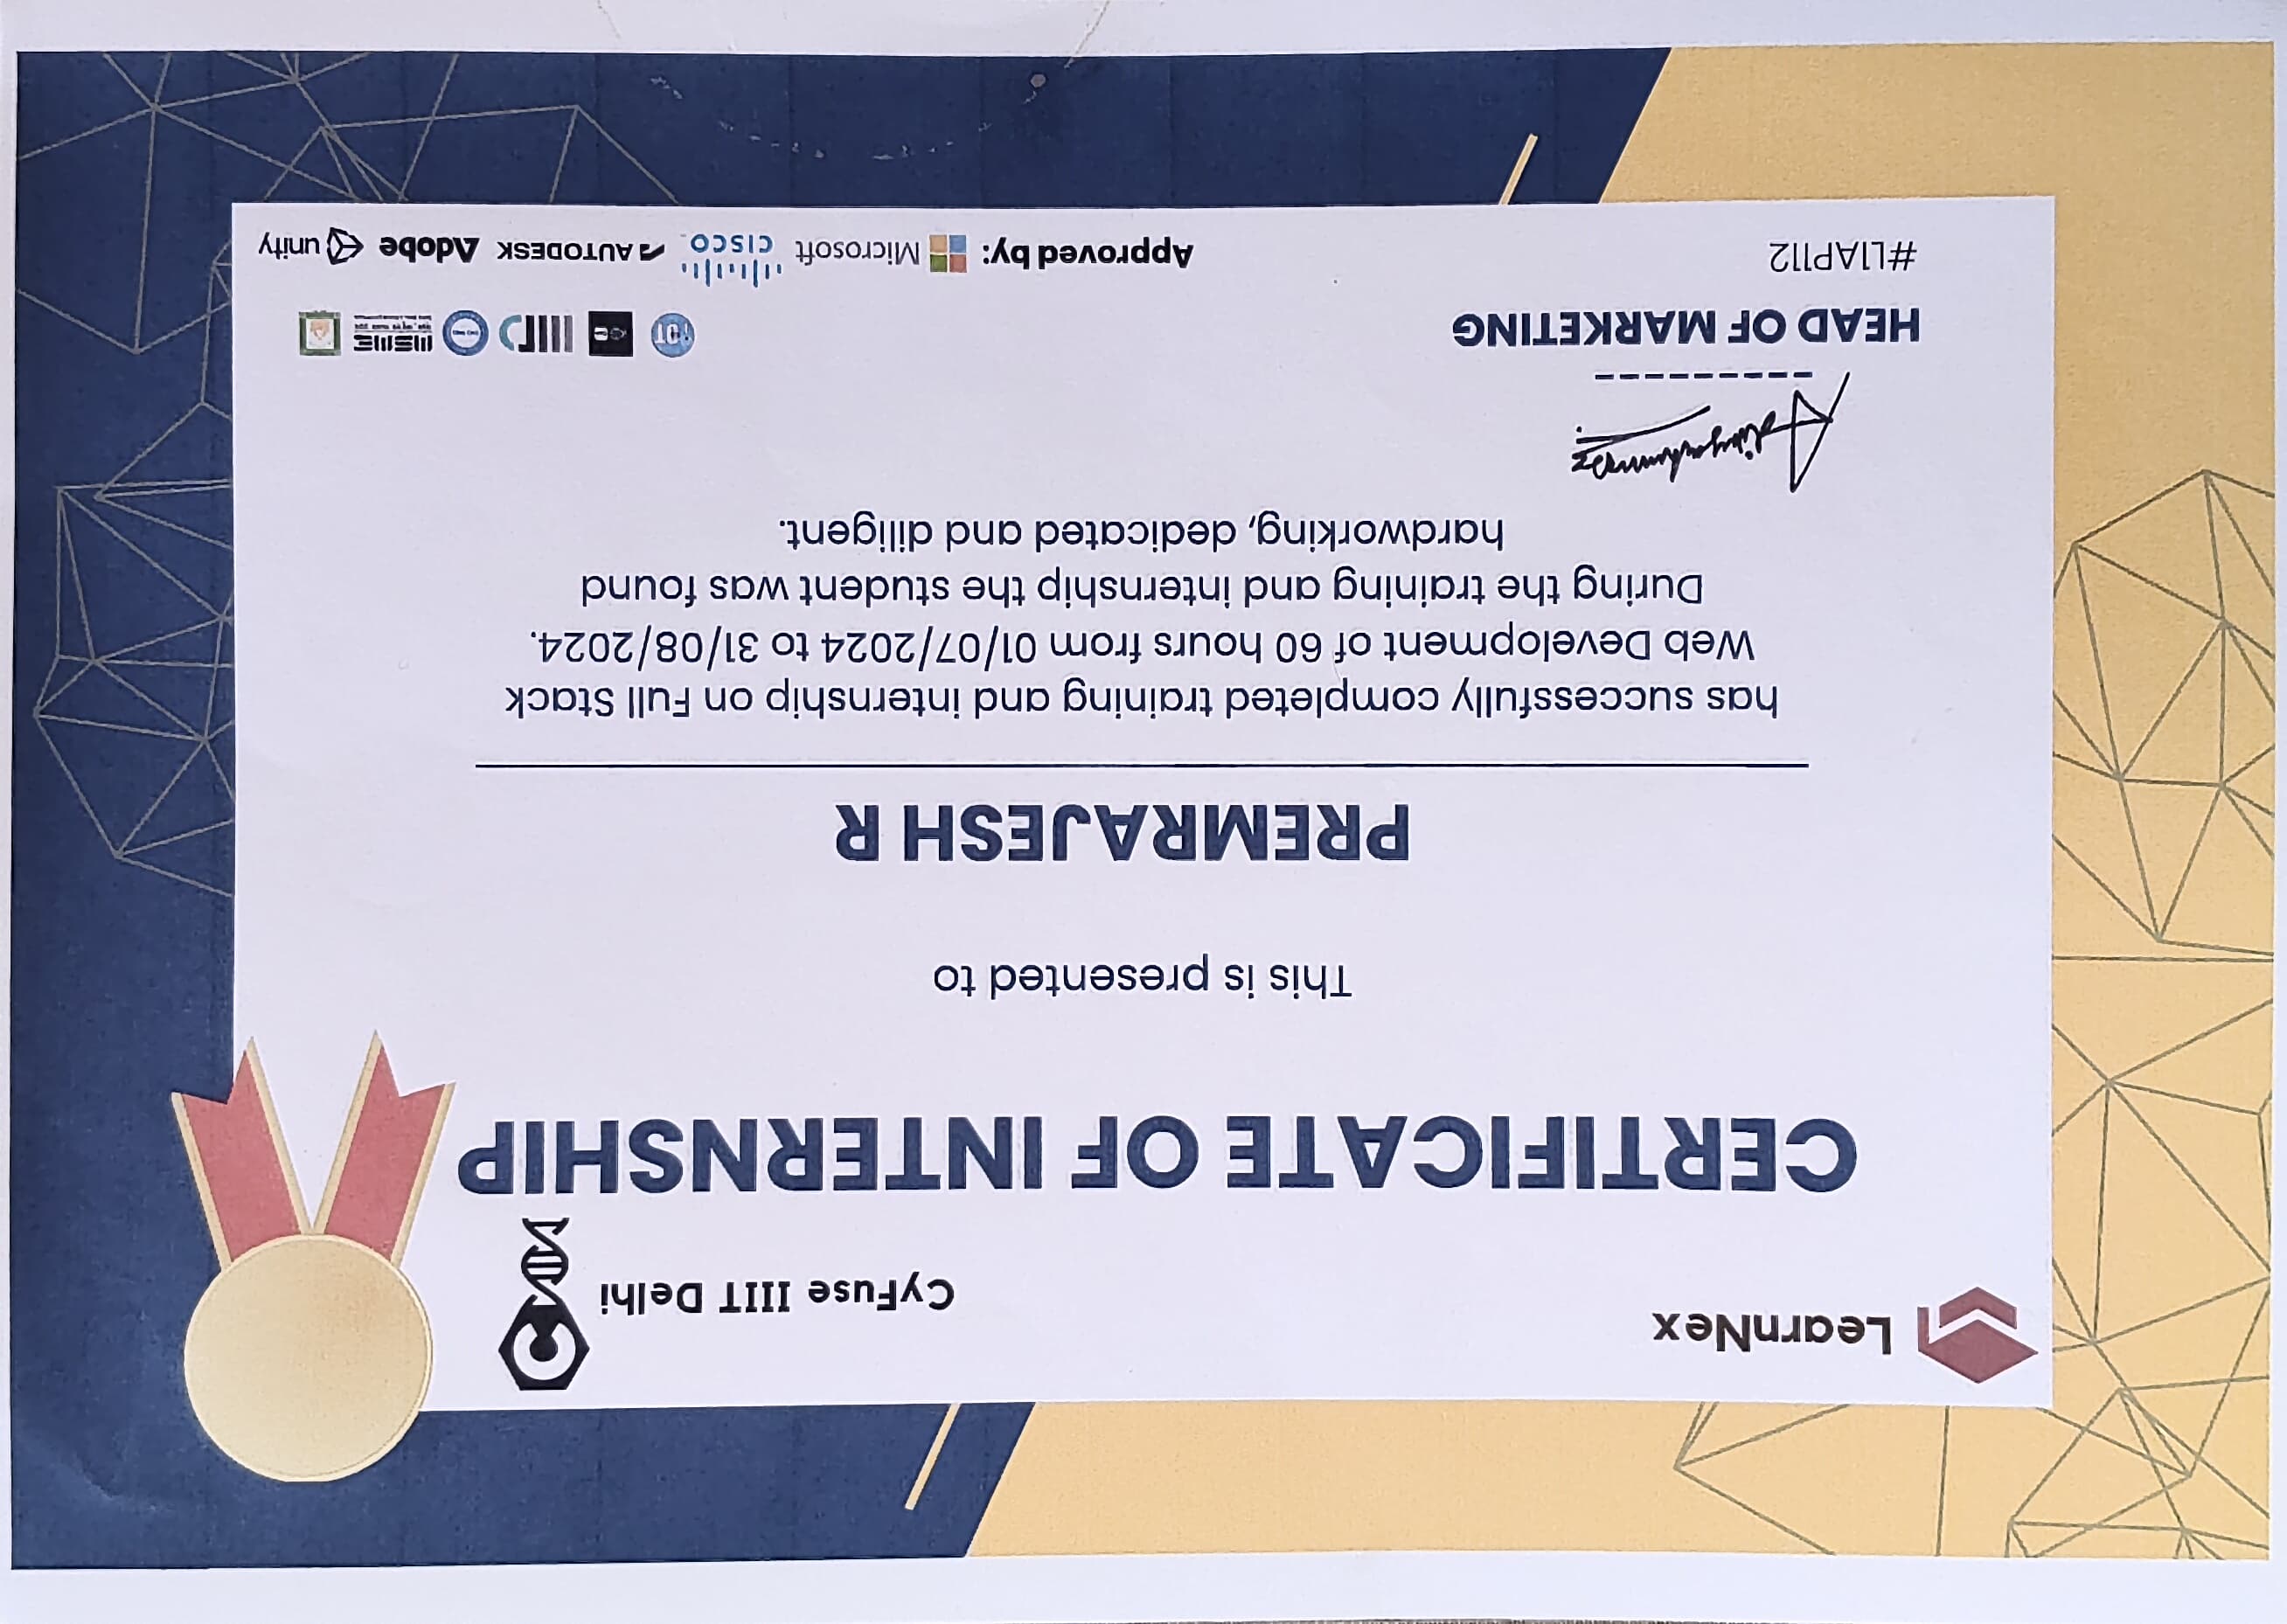 LearnNex
CyFuse IIIT Delhi
CERTIFICATE OF INTERNSHIP
This is presented to
PREMRAJESH R
has successfully completed training and internship on Full Stack
Web Development of 60 hours from 01/07/2024 to 31/08/2024.
During the training and internship the student was found
hardworking, dedicated and diligent.
HEAD OF MARKETING
#L1AP112
IIITD MSME
Approved by: Microsoft CISCO AUTODESK Adobe unity